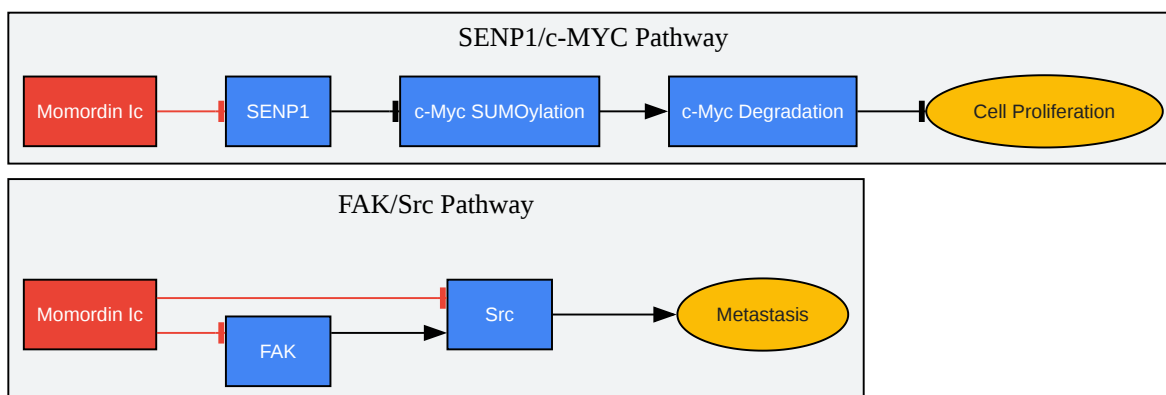 SENP1/c-MYC Pathway
Momordin Ic
SENP1
c-Myc SUMOylation
c-Myc Degradation
Cell Proliferation
FAK/Src Pathway
Momordin Ic
FAK
Src
Metastasis